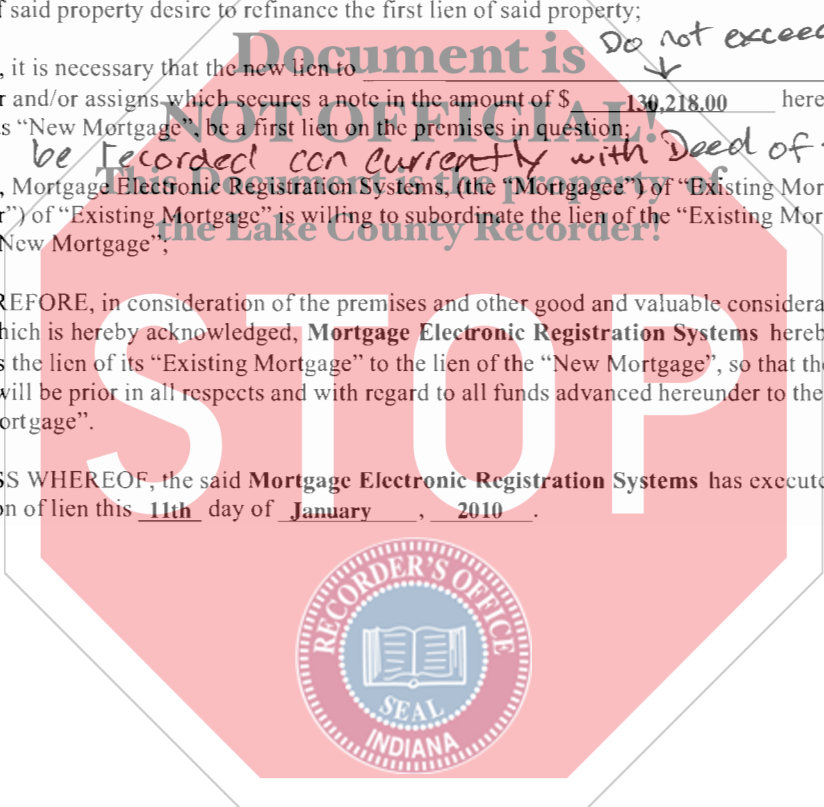 f said property desire to refinance the first lien of said property;
Do not exceed
, it is necessary that the new lien to
r and/or assigns which secures a note in the amount of $ 130,218.00 here
s “New Mortgage”, be a first lien on the premises in question;
be recorded concurrently with Deed of
, Mortgage Electronic Registration Systems, (the “Mortgagee”) of “Existing Mor
r”) of “Existing Mortgage” is willing to subordinate the lien of the “Existing Mor
New Mortgage”;
REFORE, in consideration of the premises and other good and valuable considera
hich is hereby acknowledged, Mortgage Electronic Registration Systems hereb
s the lien of its “Existing Mortgage” to the lien of the “New Mortgage”, so that the
will be prior in all respects and with regard to all funds advanced hereunder to the
ortgage”.
SS WHEREOF, the said Mortgage Electronic Registration Systems has execute
on of lien this 11th day of January , 2010 .
Document is
NOT OFFICIAL!
This Document is the property of
the Lake County Recorder!
STOP
RECORDER'S OFFICE
SEAL
INDIANA